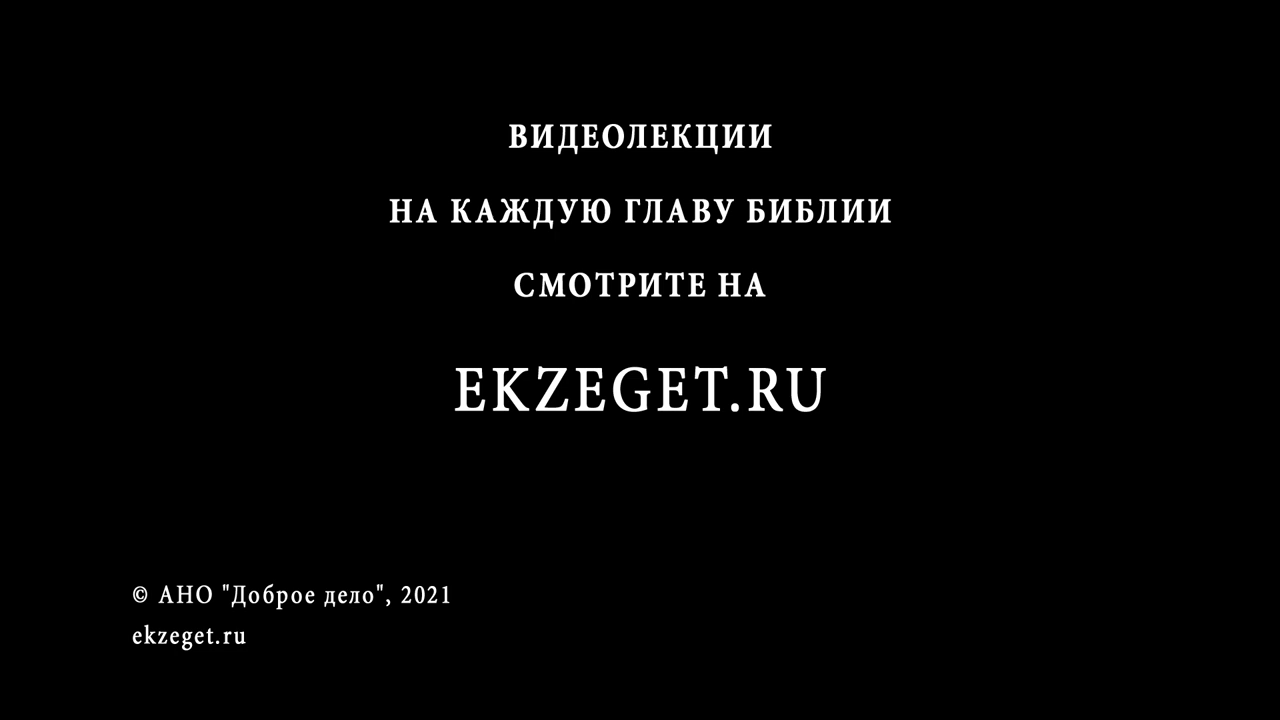 ВИДЕОЛЕКЦИИ
НА КАЖДУЮ ГЛАВУ БИБЛИИ
СМОТРИТЕ НА
EKZEGET.RU
© АНО "Доброе дело", 2021
ekzeget.ru